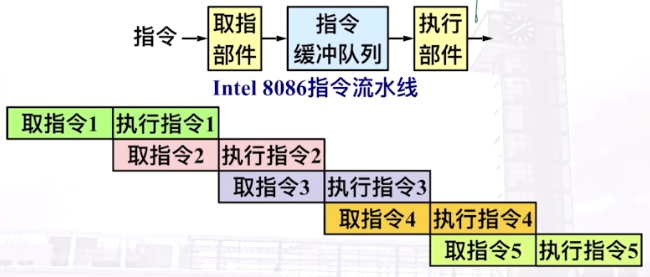 指令 取指部件 指令缓冲队列 执行部件
Intel 8086指令流水线
取指令1 执行指令1
取指令2 执行指令2
取指令3 执行指令3
取指令4 执行指令4
取指令5 执行指令5